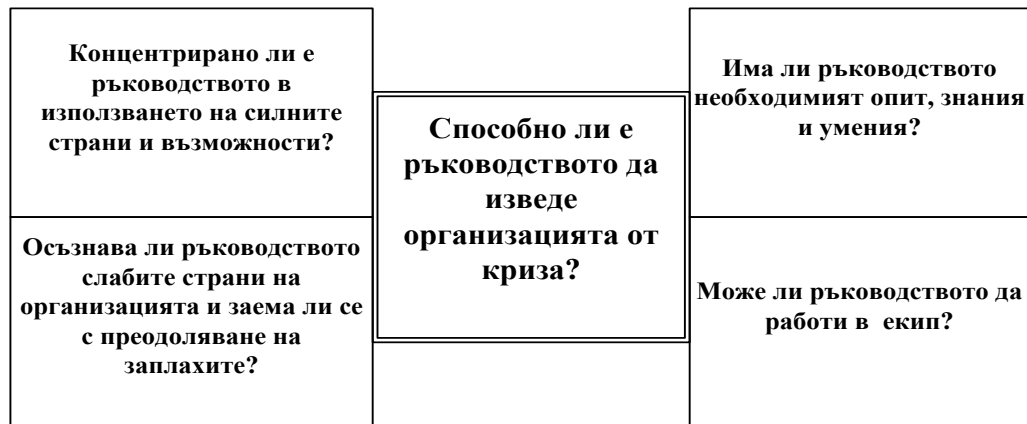 Концентрирано ли е
ръководството в
използването на силните
страни и възможности?
Осъзнава ли ръководството
слабите страни на
организацията и заема ли се
с преодоляване на
заплахите?
Способно ли е
ръководството да
изведе
организацията от
криза?
Има ли ръководството
необходимият опит, знания
и умения?
Може ли ръководството да
работи в екип?